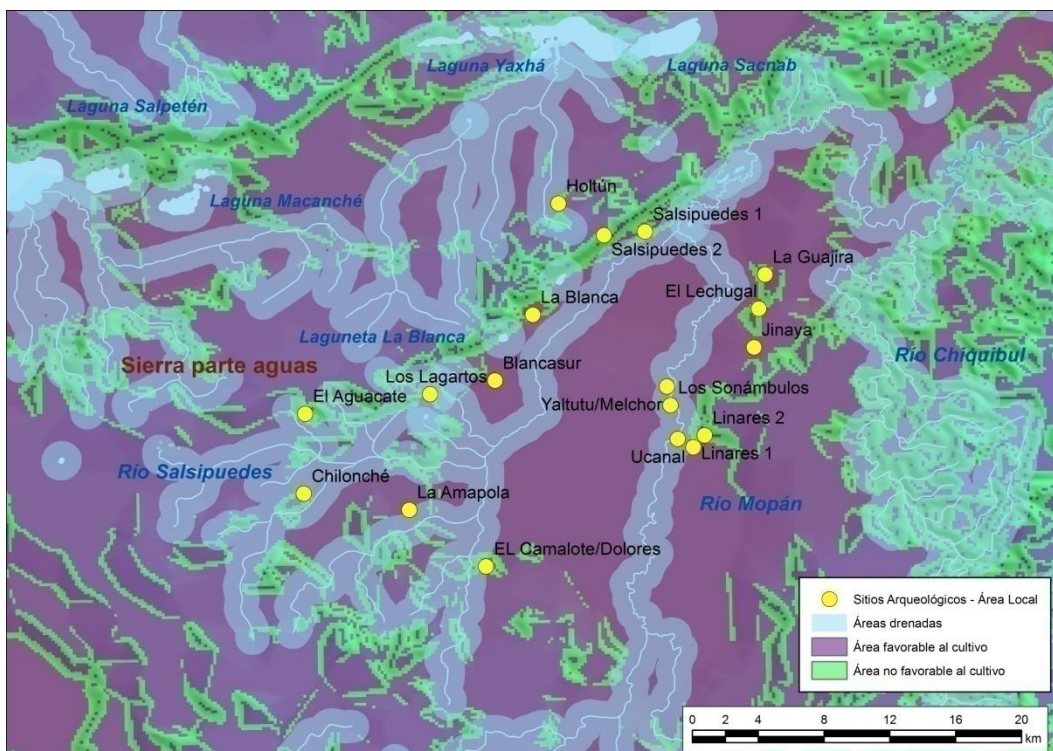 Laguna Yaxhá
Laguna Sacnab
Laguna Salpetén
Laguna Macanché
Holtún
Salsipuedes 1
Salsipuedes 2
La Guajira
El Lechugal
La Blanca
Jinaya
Laguneta La Blanca
Río Chiquibul
Sierra parte aguas
Blancasur
Los Lagartos
Los Sonámbulos
El Aguacate
Yaltutu/Melchor
Linares 2
Ucanal
Linares 1
Río Salsipuedes
Chilonché
La Amapola
Río Mopán
EL Camalote/Dolores
Sitios Arqueológicos - Área Local
Áreas drenadas
Área favorable al cultivo
Área no favorable al cultivo
0 2 4 8 12 16 20
km